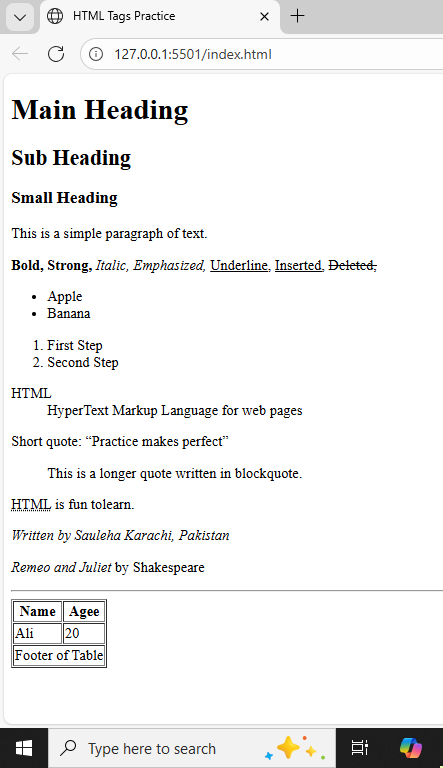 HTML Tags Practice
127.0.0.1:5501/index.html
Main Heading
Sub Heading
Small Heading
This is a simple paragraph of text.
Bold, Strong, Italic, Emphasized, Underline, Inserted, Deleted,
Apple
Banana
1. First Step
2. Second Step
HTML
HyperText Markup Language for web pages
Short quote: “Practice makes perfect”
This is a longer quote written in blockquote.
HTML is fun tolearn.
Written by Sauleha Karachi, Pakistan
Remeo and Juliet by Shakespeare
Name Agee
Ali 20
Footer of Table
Type here to search